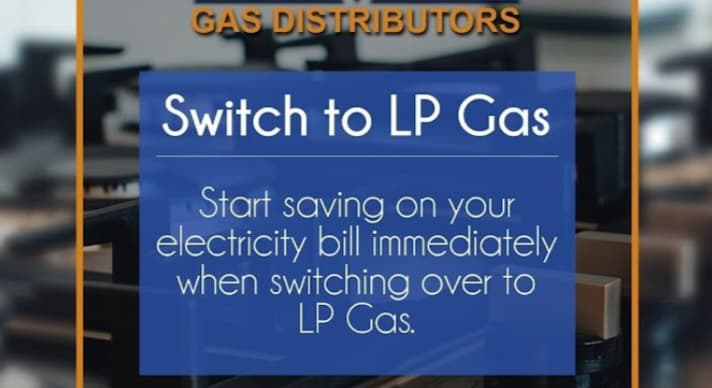 GAS DISTRIBUTORS
Switch to LP Gas
Start saving on your
electricity bill immediately
when switching over to
LP Gas.